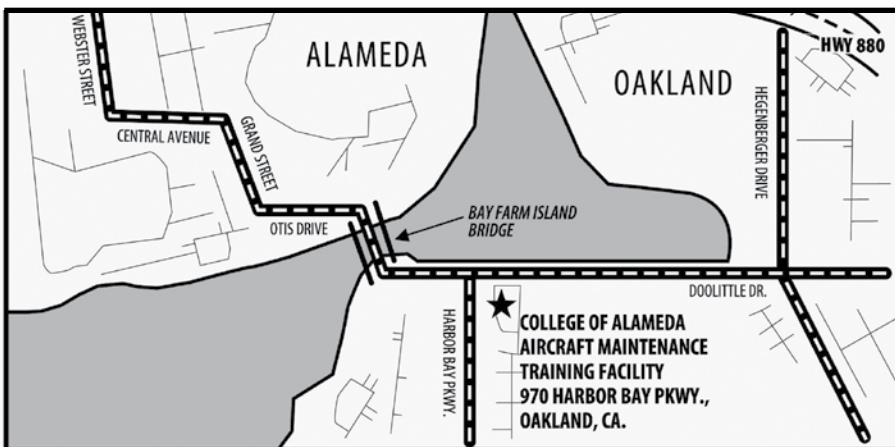 WEBSTER STREET
ALAMEDA
HWY 880
OAKLAND
CENTRAL AVENUE
GRAND STREET
HEGENBERGER DRIVE
OTIS DRIVE
BAY FARM ISLAND
BRIDGE
DOOLITTLE DR.
HARBOR BAY PKWY.
COLLEGE OF ALAMEDA
AIRCRAFT MAINTENANCE
TRAINING FACILITY
970 HARBOR BAY PKWY.,
OAKLAND, CA.